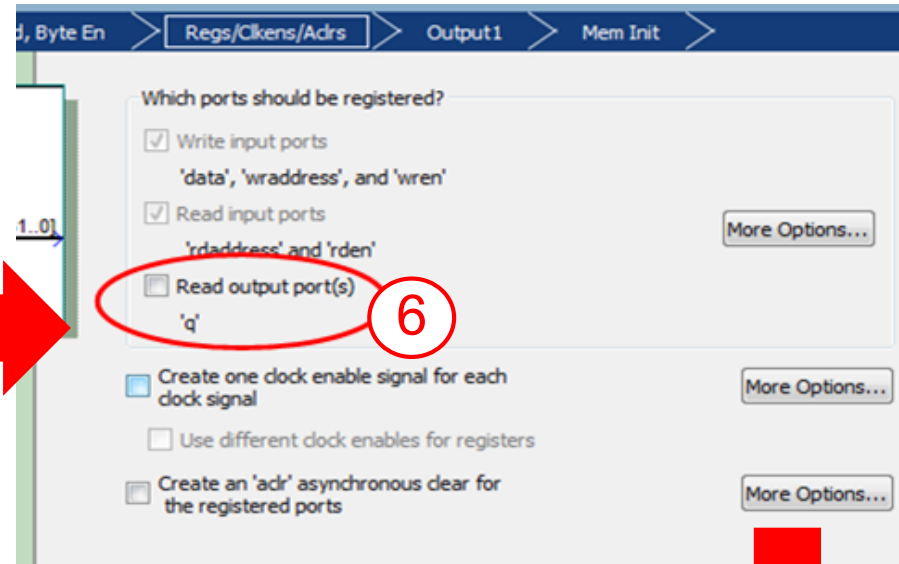 d, Byte En
Regs/Clkens/Aclrs
Output1
Mem Init
Which ports should be registered?
Write input ports
'data', 'wraddress', and 'wren'
Read input ports
'rdaddress' and 'rden'
1..0]
More Options...
Read output port(s)
'q'
6
Create one clock enable signal for each
clock signal
More Options...
Use different clock enables for registers
Create an 'aclr' asynchronous clear for
the registered ports
More Options...